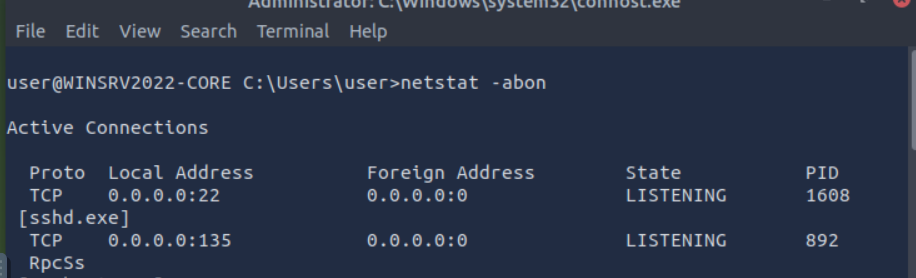 Administrator: C:\Windows\system32\conhost.exe
File Edit View Search Terminal Help
user@WINSRV2022-CORE C:\Users\user>netstat -abon
Active Connections
Proto Local Address Foreign Address State PID
TCP 0.0.0.0:22 0.0.0.0:0 LISTENING 1608
[sshd.exe]
TCP 0.0.0.0:135 0.0.0.0:0 LISTENING 892
RpcSs